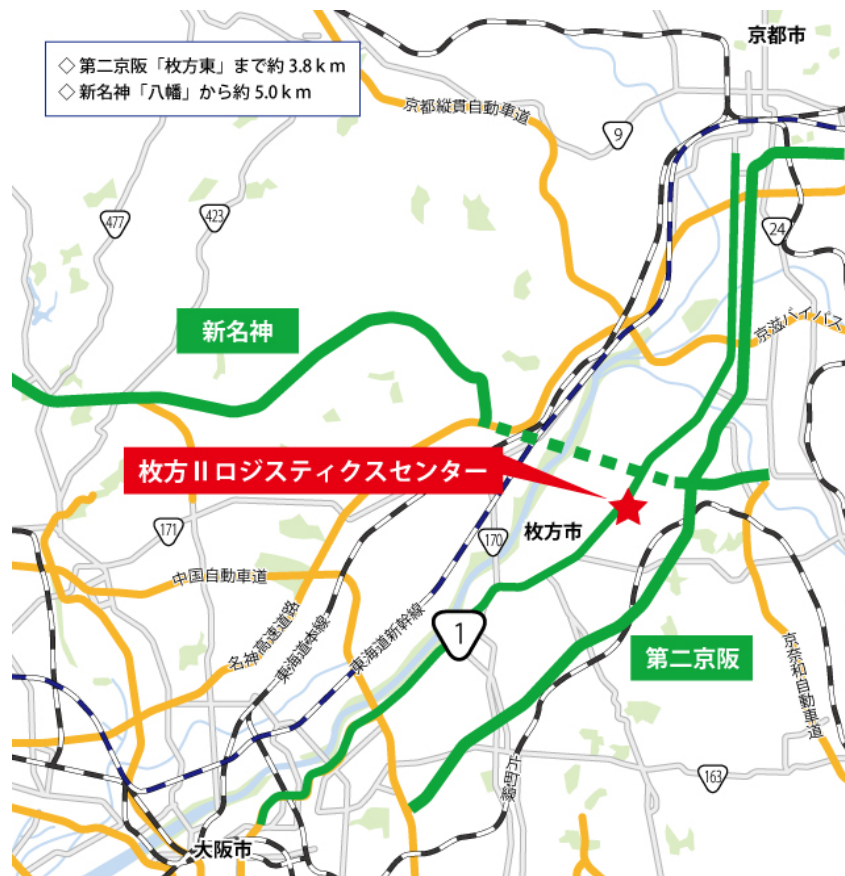 ◇ 第二京阪「枚方東」まで約 3.8ｋｍ
◇ 新名神「八幡」から約 5.0ｋｍ
京都市
京都縦貫自動車道
9
477
423
24
新名神
京滋バイパス
枚方Ⅱロジスティクスセンター
171
170
枚方市
中国自動車道
名神高速道路
東海道本線
東海道新幹線
1
第二京阪
京奈和自動車道
片町線
163
大阪市